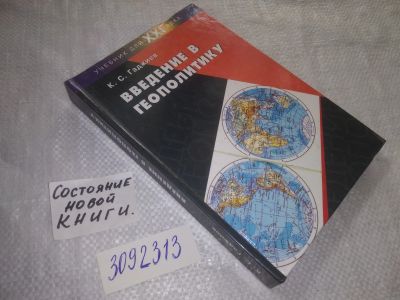 УЧЕБНИК ДЛЯ XXI ВЕКА
К. С. Гаджиев
ВВЕДЕНИЕ В
ГЕОПОЛИТИКУ
СОСТОЯНИЕ
НОВОЙ
КНИГИ.
3092313